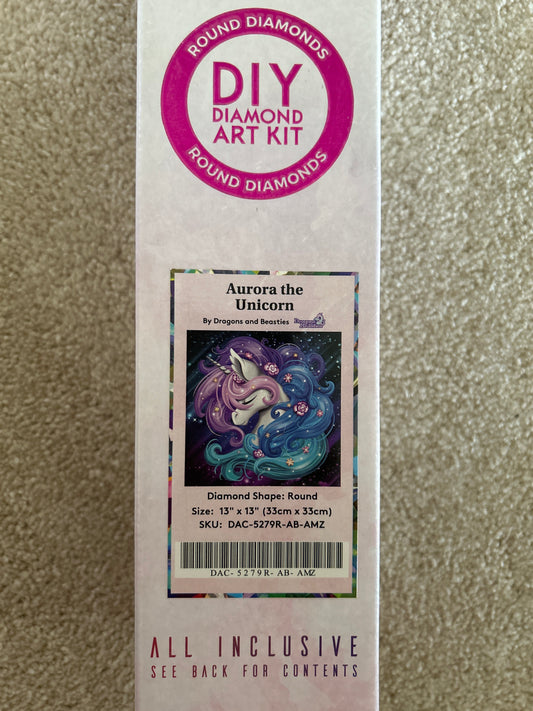 ROUND DIAMONDS
DIY
DIAMOND
ART KIT
ROUND DIAMONDS
Aurora the
Unicorn
By Dragons and Beasties
Diamond Shape: Round
Size: 13" x 13" (33cm x 33cm)
SKU: DAC-5279R-AB-AMZ
DAC- 5279R- AB- AMZ
ALL INCLUSIVE
SEE BACK FOR CONTENTS